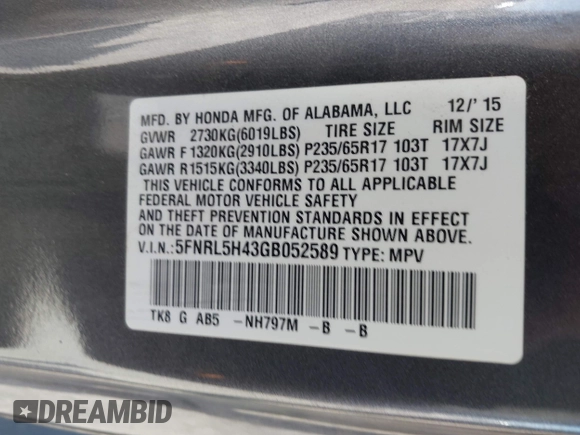 MFD. BY HONDA MFG. OF ALABAMA, LLC 12/'15
GVWR 2730KG(6019LBS) TIRE SIZE RIM SIZE
GAWR F 1320KG(2910LBS) P235/65R17 103T 17X7J
GAWR R 1515KG(3340LBS) P235/65R17 103T 17X7J
THIS VEHICLE CONFORMS TO ALL APPLICABLE
FEDERAL MOTOR VEHICLE SAFETY
AND THEFT PREVENTION STANDARDS IN EFFECT
ON THE DATE OF MANUFACTURE SHOWN ABOVE.
V.I.N.:5FNRL5H43GB052589 TYPE: MPV
TK8 G AB5 -NH797M -B -B
DREAMBID